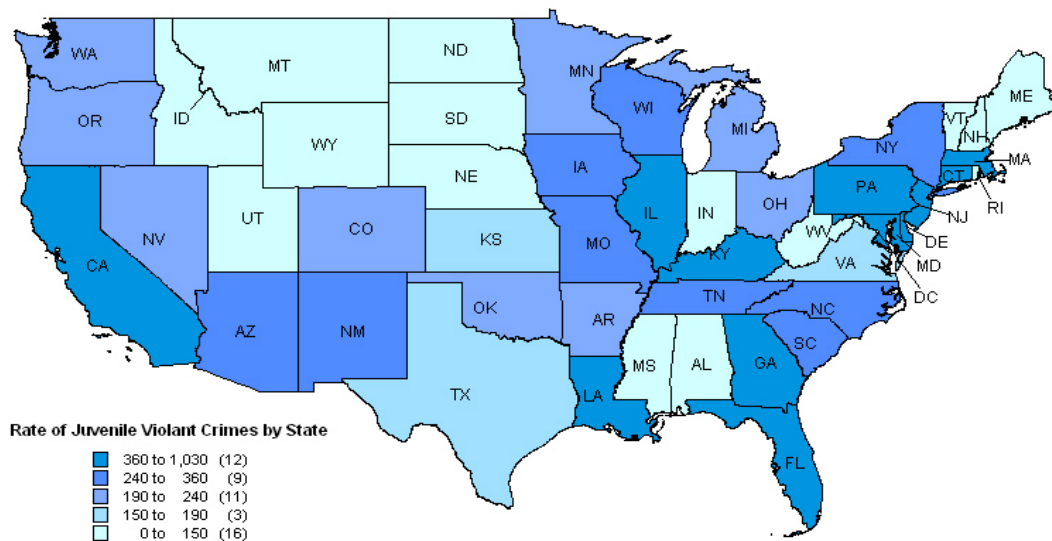 WA
MT
ND
MN
ME
OR
ID
SD
WI
MI
VT
NH
NY
MA
WY
IA
NE
PA
CT
RI
NJ
NV
UT
CO
KS
IL
IN
OH
WV
DE
MD
DC
CA
MO
KY
VA
AZ
NM
OK
AR
TN
NC
SC
MS
AL
GA
TX
LA
FL
Rate of Juvenile Violant Crimes by State
360 to 1,030 (12)
240 to 360 (9)
190 to 240 (11)
150 to 190 (3)
0 to 150 (16)